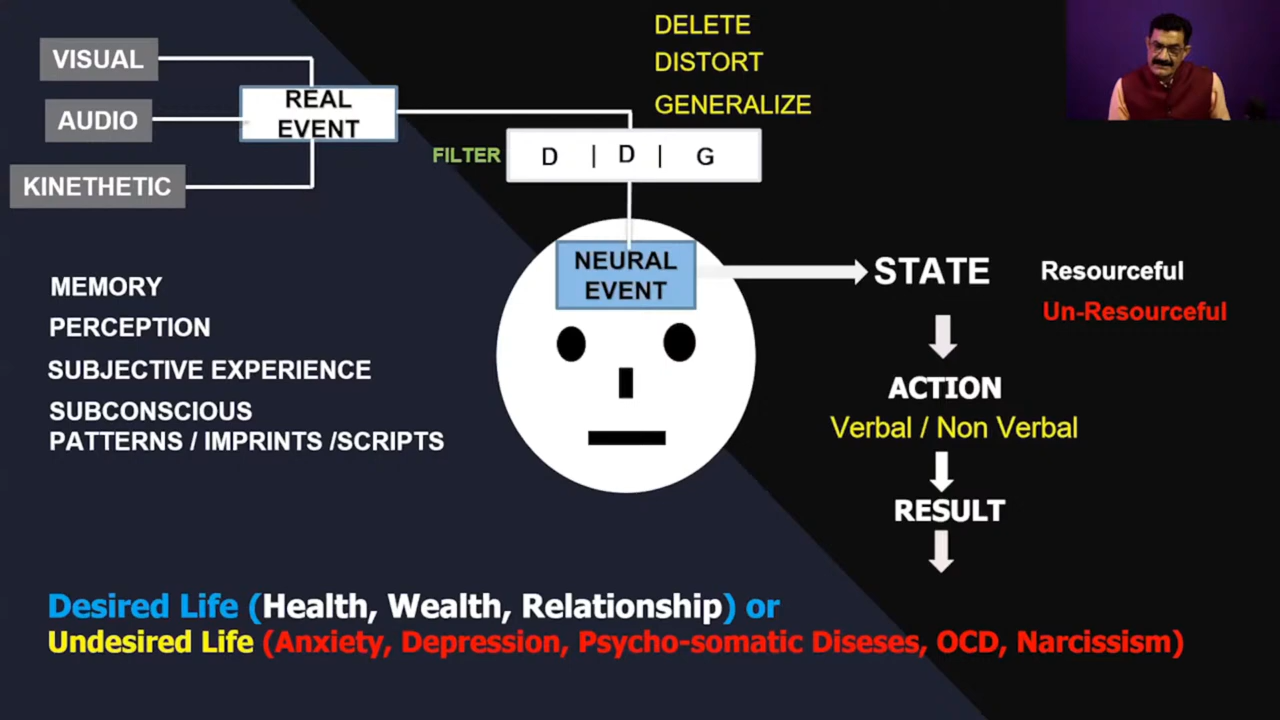 VISUAL
AUDIO
KINETHETIC
REAL
EVENT
DELETE
DISTORT
GENERALIZE
FILTER
D | D | G
NEURAL
EVENT
STATE
Resourceful
Un-Resourceful
ACTION
Verbal / Non Verbal
RESULT
MEMORY
PERCEPTION
SUBJECTIVE EXPERIENCE
SUBCONSCIOUS
PATTERNS / IMPRINTS /SCRIPTS
Desired Life (Health, Wealth, Relationship) or
Undesired Life (Anxiety, Depression, Psycho-somatic Diseses, OCD, Narcissism)